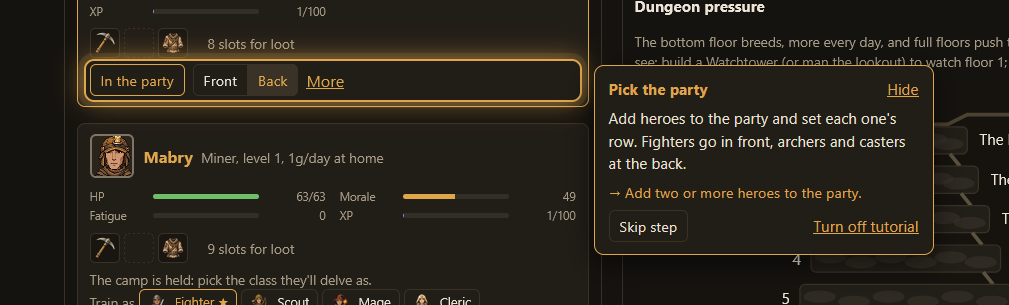 XP 1/100
8 slots for loot
In the party Front Back More
Mabry Miner, level 1, 1g/day at home
HP 63/63 Morale 49
Fatigue 0 XP 1/100
9 slots for loot
The camp is held: pick the class they'll delve as.
Train as Fighter ★ Scout Mage Cleric
Dungeon pressure
The bottom floor breeds, more every day, and full floors push t
see: build a Watchtower (or man the lookout) to watch floor 1;
Pick the party Hide
Add heroes to the party and set each one's
row. Fighters go in front, archers and casters
at the back.
→ Add two or more heroes to the party.
Skip step Turn off tutorial
The
The
4
5